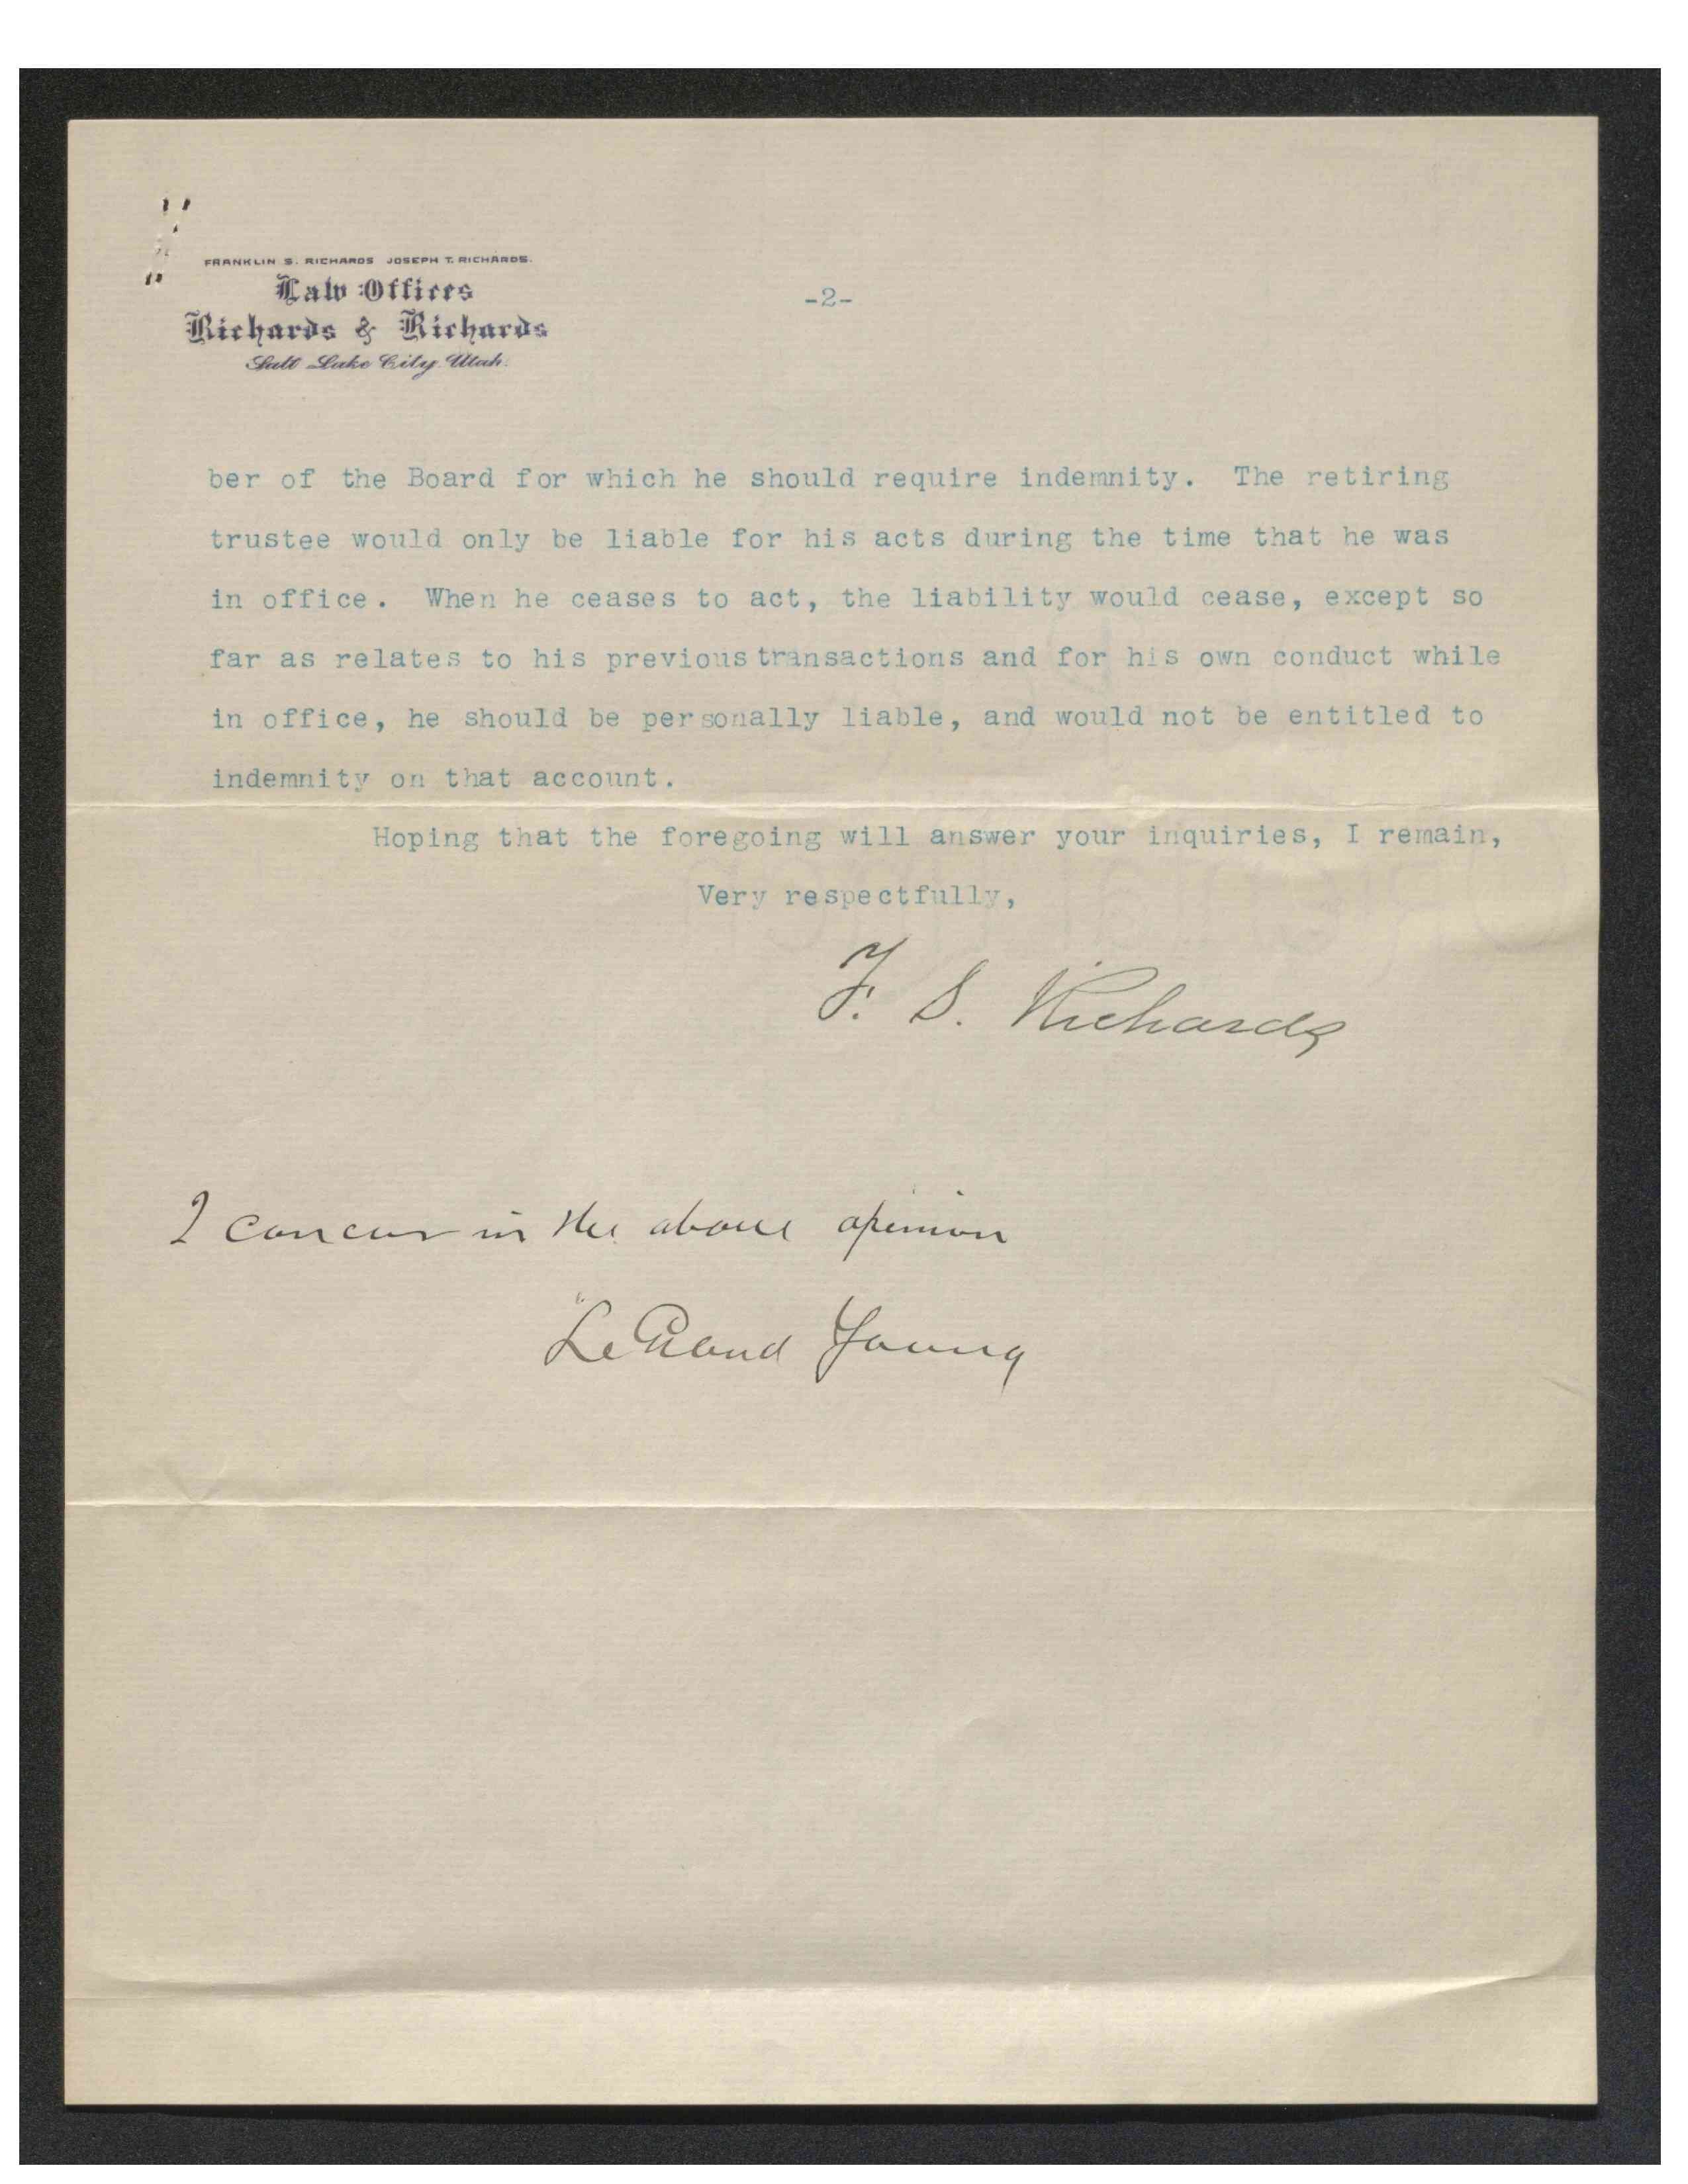 FRANKLIN S. RICHARDS JOSEPH T. RICHARDS.
Law Offices
Richards & Richards
Salt Lake City Utah.
-2-
ber of the Board for which he should require indemnity. The retiring
trustee would only be liable for his acts during the time that he was
in office. When he ceases to act, the liability would cease, except so
far as relates to his previous transactions and for his own conduct while
in office, he should be personally liable, and would not be entitled to
indemnity on that account.
Hoping that the foregoing will answer your inquiries, I remain,
Very respectfully,
F. S. Richards
I concur in the above opinion
LeGrand Young